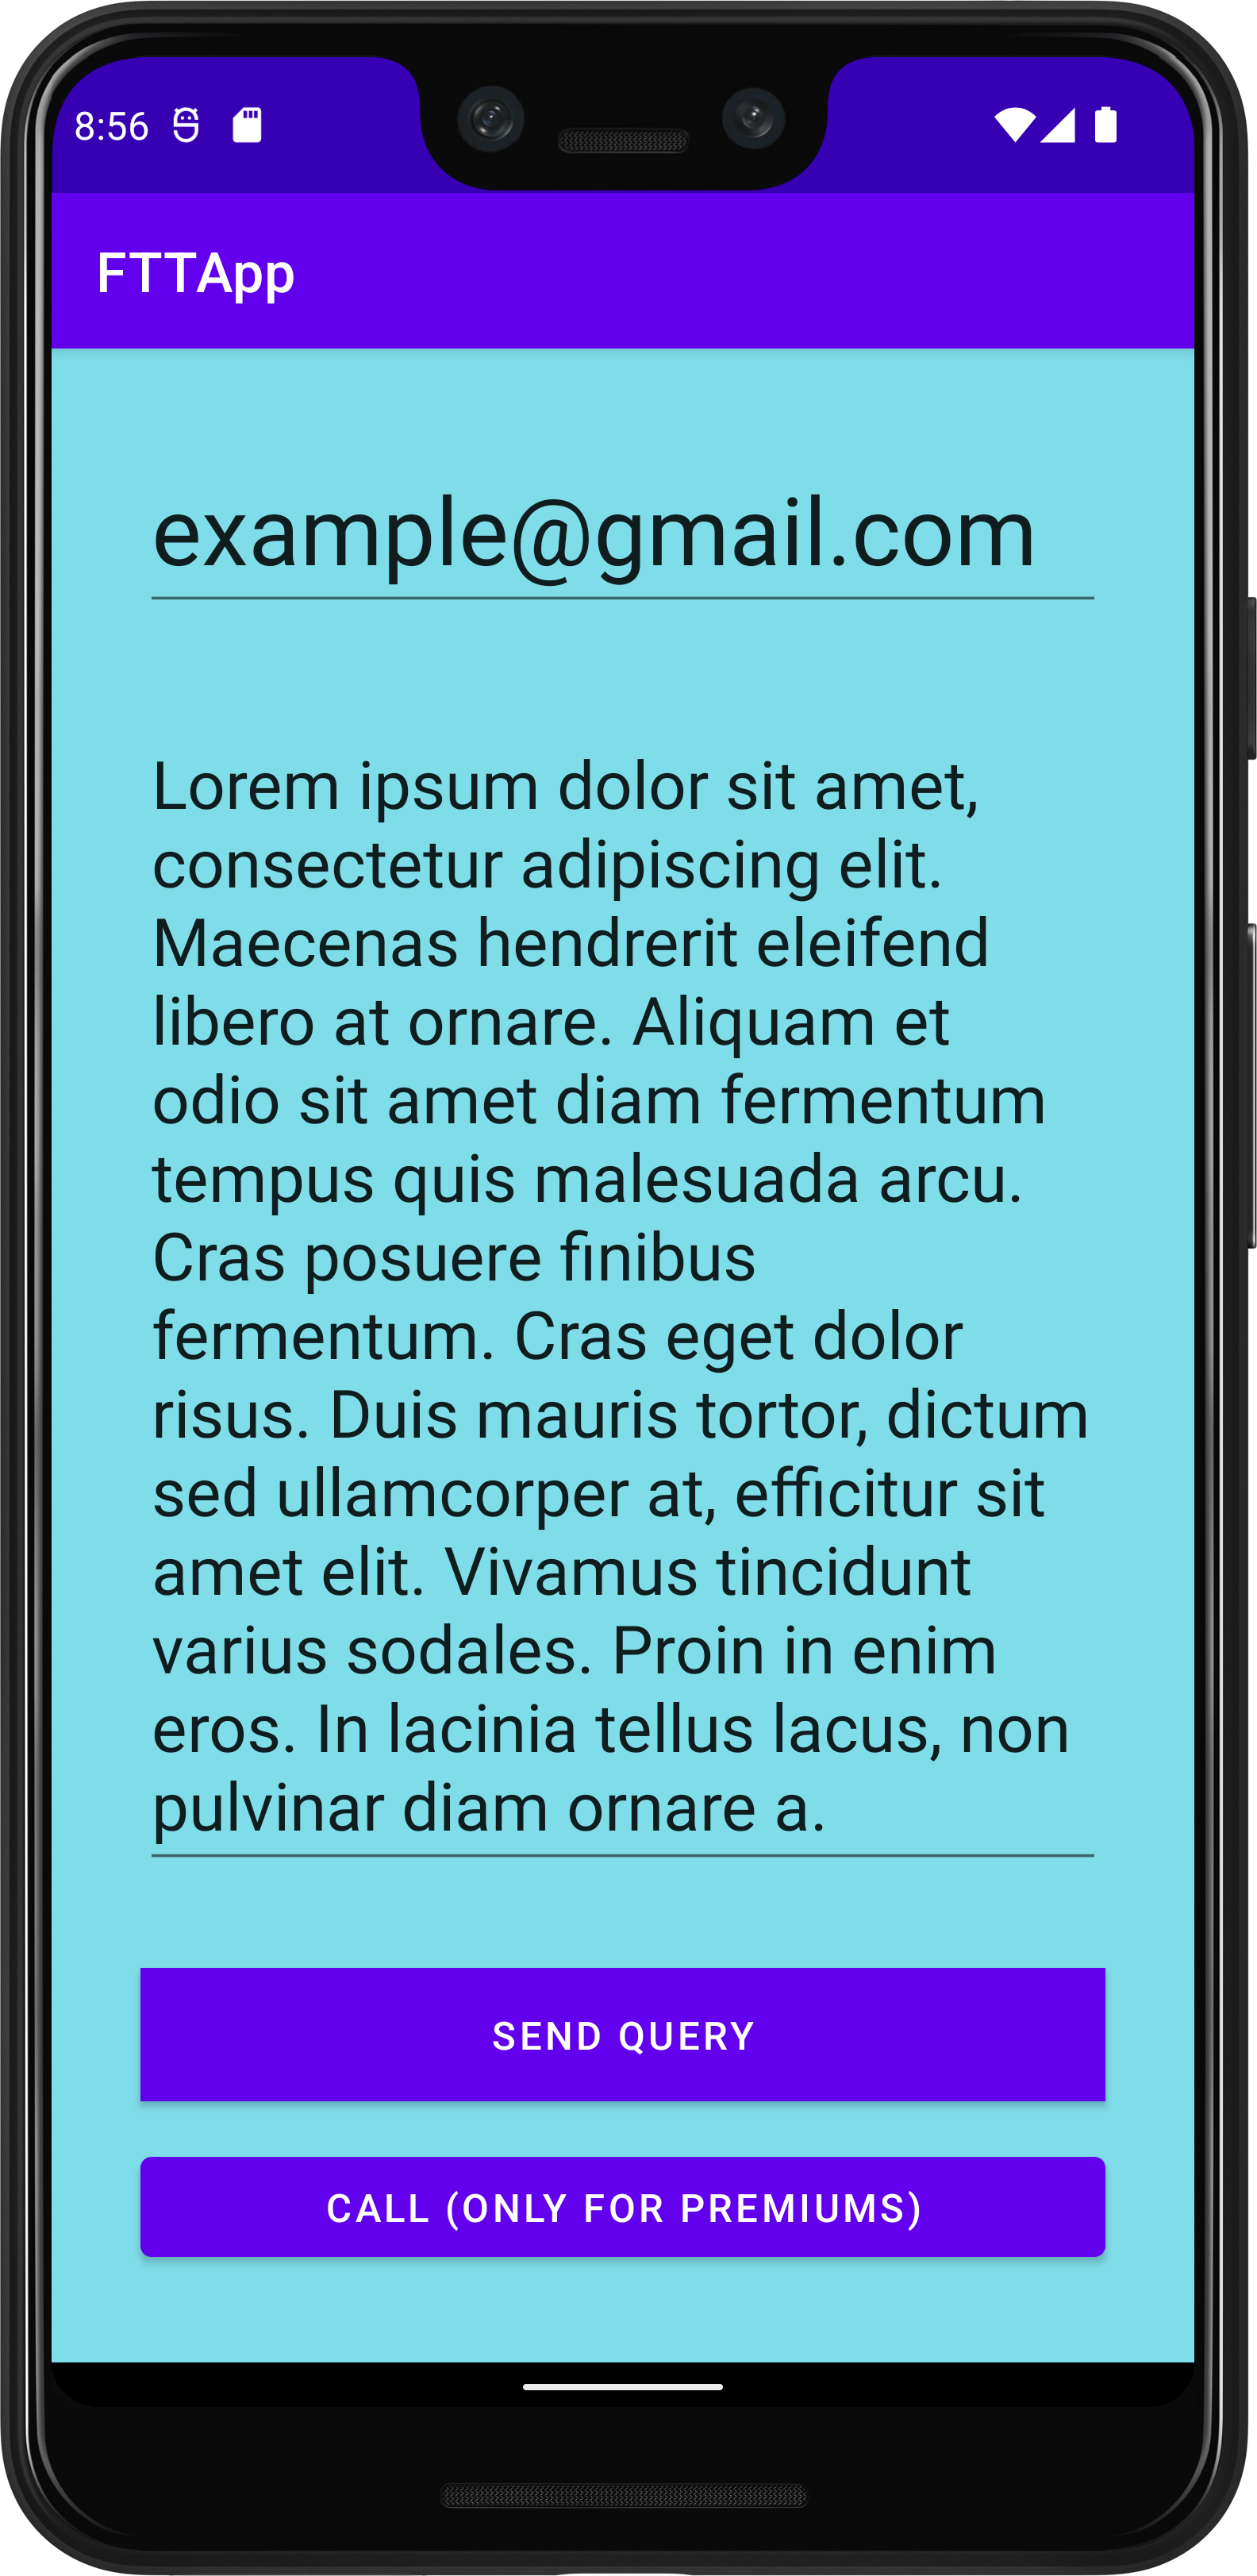 8:56
FTTApp
example@gmail.com
Lorem ipsum dolor sit amet,
consectetur adipiscing elit.
Maecenas hendrerit eleifend
libero at ornare. Aliquam et
odio sit amet diam fermentum
tempus quis malesuada arcu.
Cras posuere finibus
fermentum. Cras eget dolor
risus. Duis mauris tortor, dictum
sed ullamcorper at, efficitur sit
amet elit. Vivamus tincidunt
varius sodales. Proin in enim
eros. In lacinia tellus lacus, non
pulvinar diam ornare a.
SEND QUERY
CALL (ONLY FOR PREMIUMS)